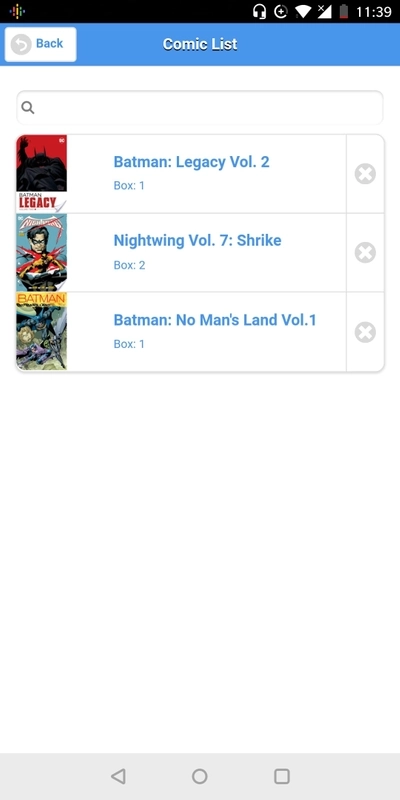 11:39
Back
Comic List
BATMAN
LEGACY
Batman: Legacy Vol. 2
Box: 1
NIGHTWING
Nightwing Vol. 7: Shrike
Box: 2
BATMAN
Batman: No Man's Land Vol.1
Box: 1